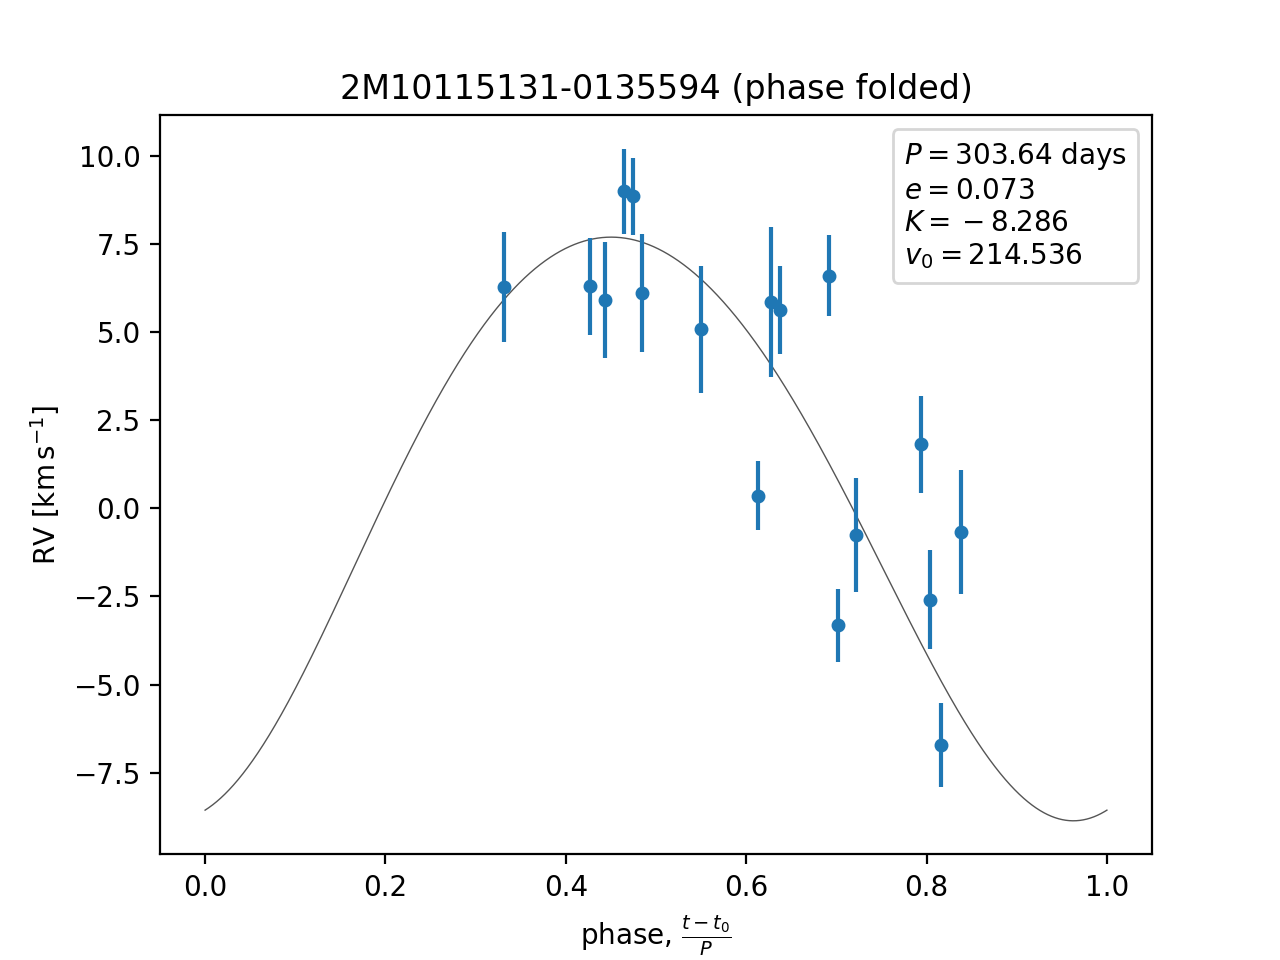 2M10115131-0135594 (phase folded)
P = 303.64 days
e = 0.073
K = −8.286
v₀ = 214.536
RV [km s⁻¹]
10.0
7.5
5.0
2.5
0.0
−2.5
−5.0
−7.5
0.0 0.2 0.4 0.6 0.8 1.0
phase, (t − t₀)/P